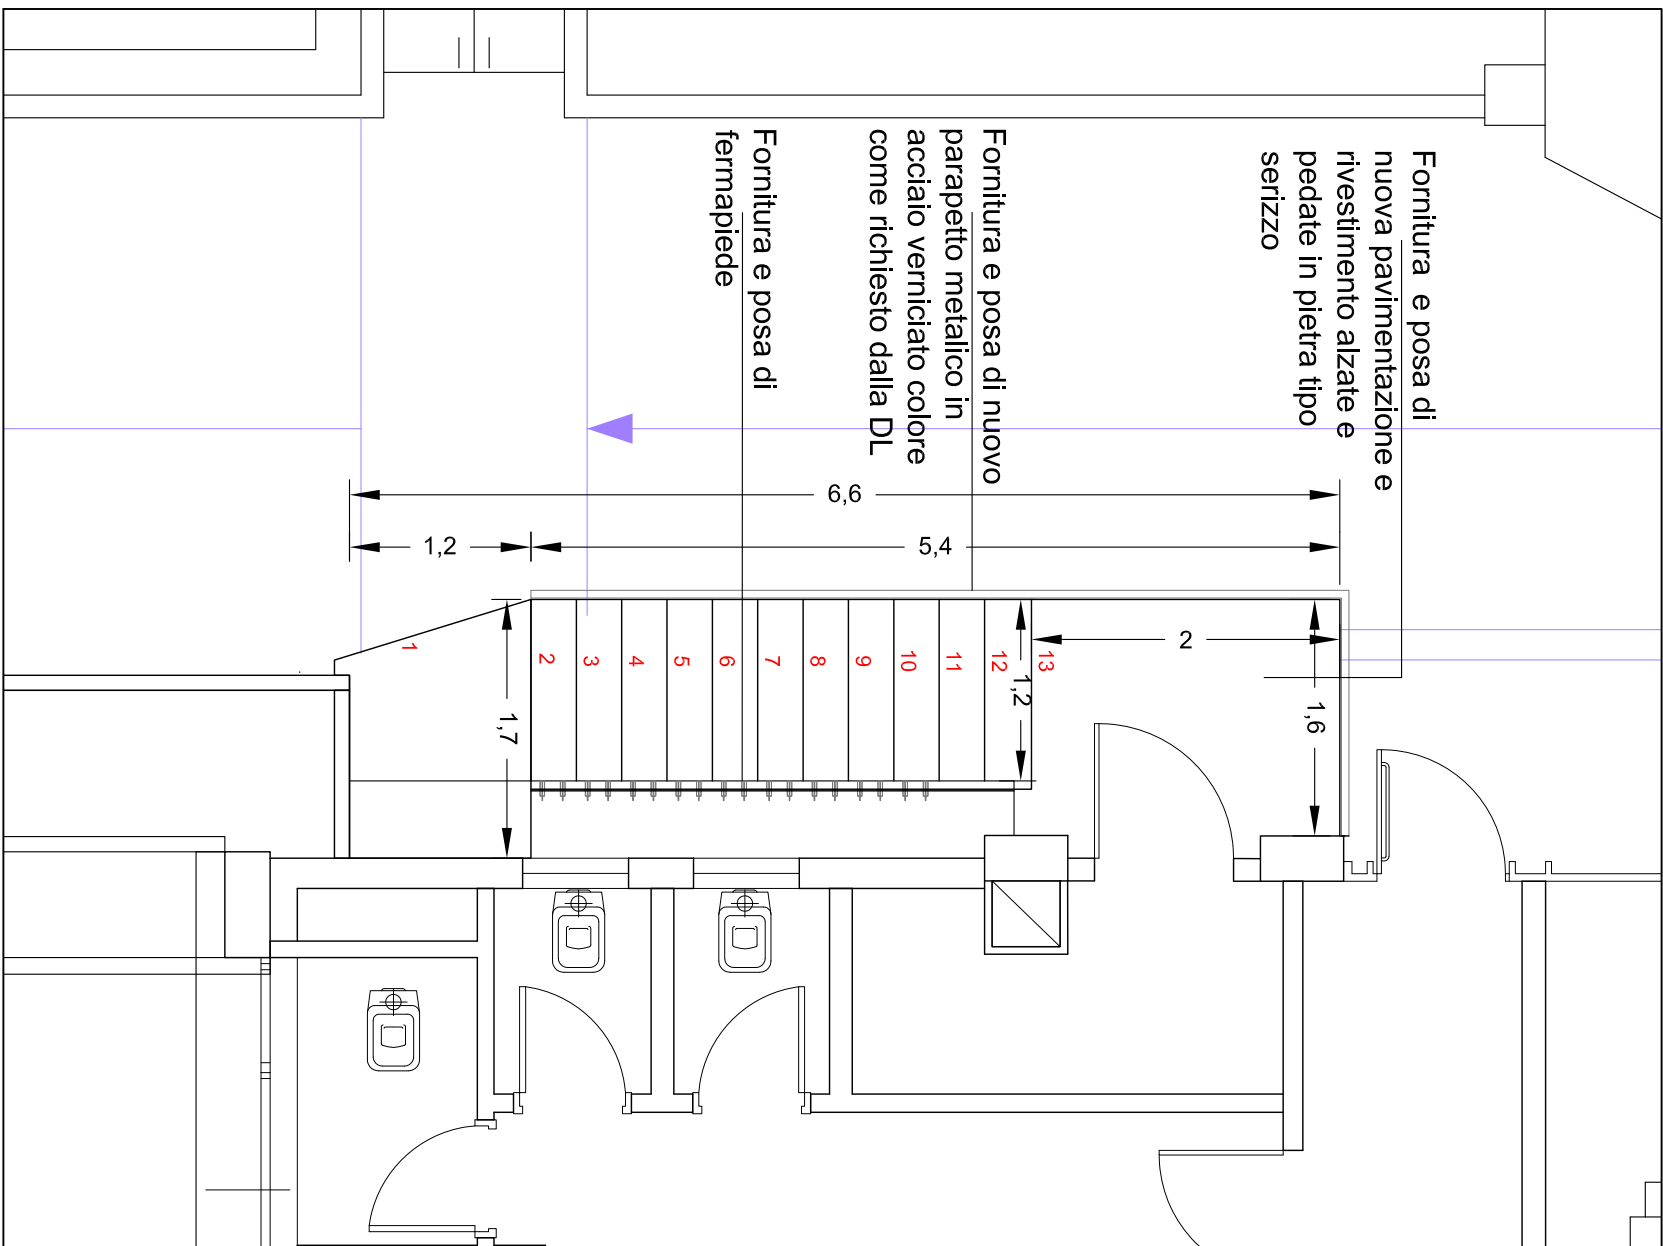 Fornitura e posa di
nuova pavimentazione e
rivestimento alzate e
pedate in pietra tipo
serizzo
Fornitura e posa di nuovo
parapetto metalico in
acciaio verniciato colore
come richiesto dalla DL
Fornitura e posa di
fermapiede
6,6
1,2
5,4
1,7
1,2
2
1,6
1
2
3
4
5
6
7
8
9
10
11
12
13